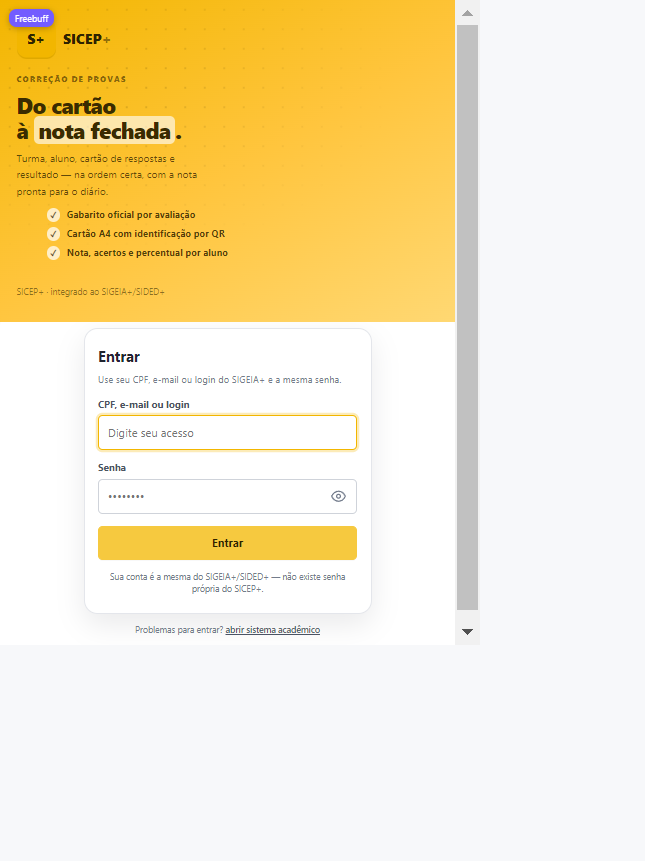 Freebuff
S+ SICEP+
CORREÇÃO DE PROVAS
Do cartão
à nota fechada.
Turma, aluno, cartão de respostas e
resultado — na ordem certa, com a nota
pronta para o diário.
✓ Gabarito oficial por avaliação
✓ Cartão A4 com identificação por QR
✓ Nota, acertos e percentual por aluno
SICEP+ · integrado ao SIGEIA+/SIDED+
Entrar
Use seu CPF, e-mail ou login do SIGEIA+ e a mesma senha.
CPF, e-mail ou login
Digite seu acesso
Senha
••••••••
Entrar
Sua conta é a mesma do SIGEIA+/SIDED+ — não existe senha
própria do SICEP+.
Problemas para entrar? abrir sistema acadêmico